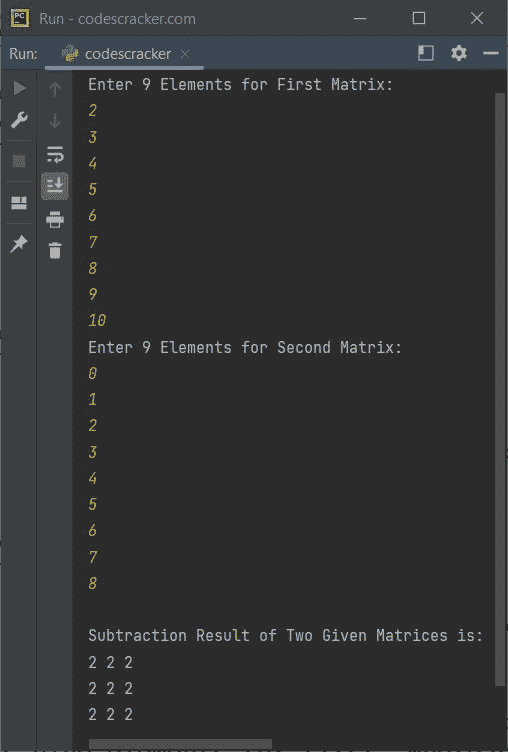 PC
Run - codescracker.com
Run:
codescracker
Enter 9 Elements for First Matrix:
2
3
4
5
6
7
8
9
10
Enter 9 Elements for Second Matrix:
0
1
2
3
4
5
6
7
8
Subtraction Result of Two Given Matrices is:
2 2 2
2 2 2
2 2 2